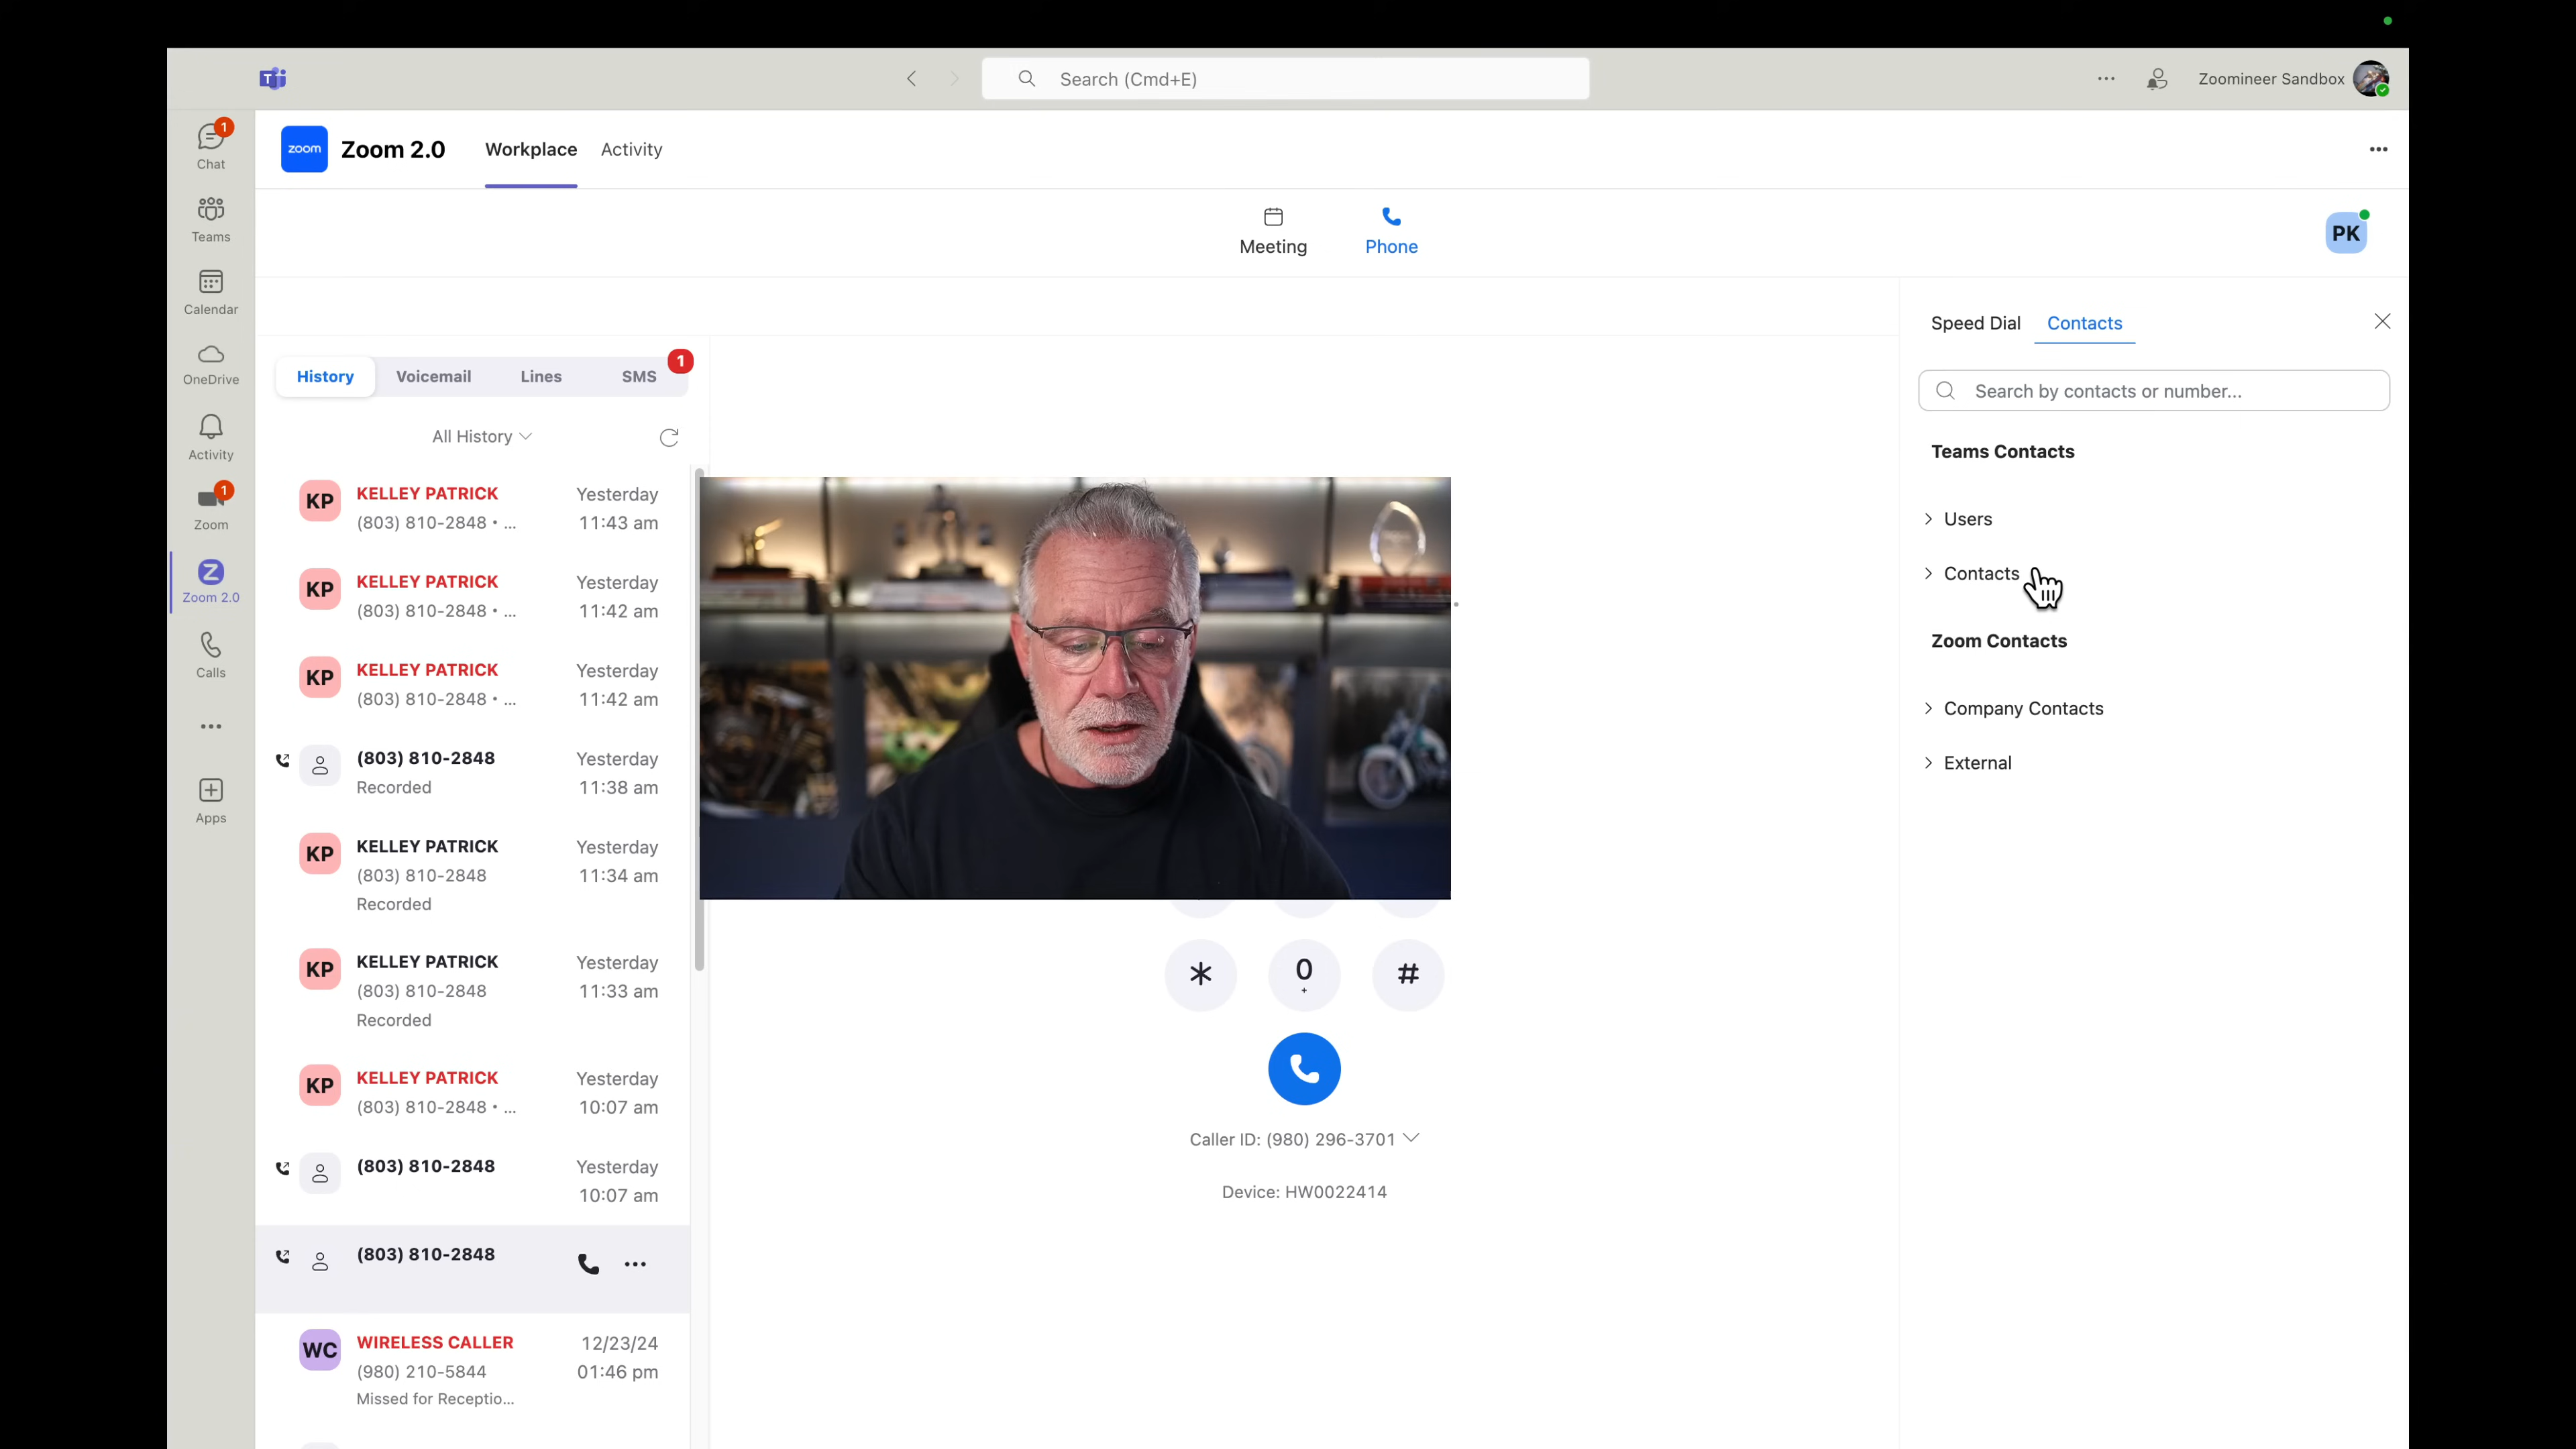 Search (Cmd+E)
Zoomineer Sandbox
1
Chat
Teams
Calendar
OneDrive
Activity
1
Zoom
Zoom 2.0
Calls
Apps
zoom
Zoom 2.0
Workplace
Activity
Meeting
Phone
PK
History
Voicemail
Lines
SMS
1
All History
KP
KELLEY PATRICK
Yesterday
(803) 810-2848 • ...
11:43 am
KP
KELLEY PATRICK
Yesterday
(803) 810-2848 • ...
11:42 am
KP
KELLEY PATRICK
Yesterday
(803) 810-2848 • ...
11:42 am
(803) 810-2848
Yesterday
Recorded
11:38 am
KP
KELLEY PATRICK
Yesterday
(803) 810-2848
11:34 am
Recorded
KP
KELLEY PATRICK
Yesterday
(803) 810-2848
11:33 am
Recorded
KP
KELLEY PATRICK
Yesterday
(803) 810-2848 • ...
10:07 am
(803) 810-2848
Yesterday
10:07 am
(803) 810-2848
WC
WIRELESS CALLER
12/23/24
(980) 210-5844
01:46 pm
Missed for Receptio...
* 0 #
+
Caller ID: (980) 296-3701
Device: HW0022414
Speed Dial
Contacts
Search by contacts or number...
Teams Contacts
Users
Contacts
Zoom Contacts
Company Contacts
External